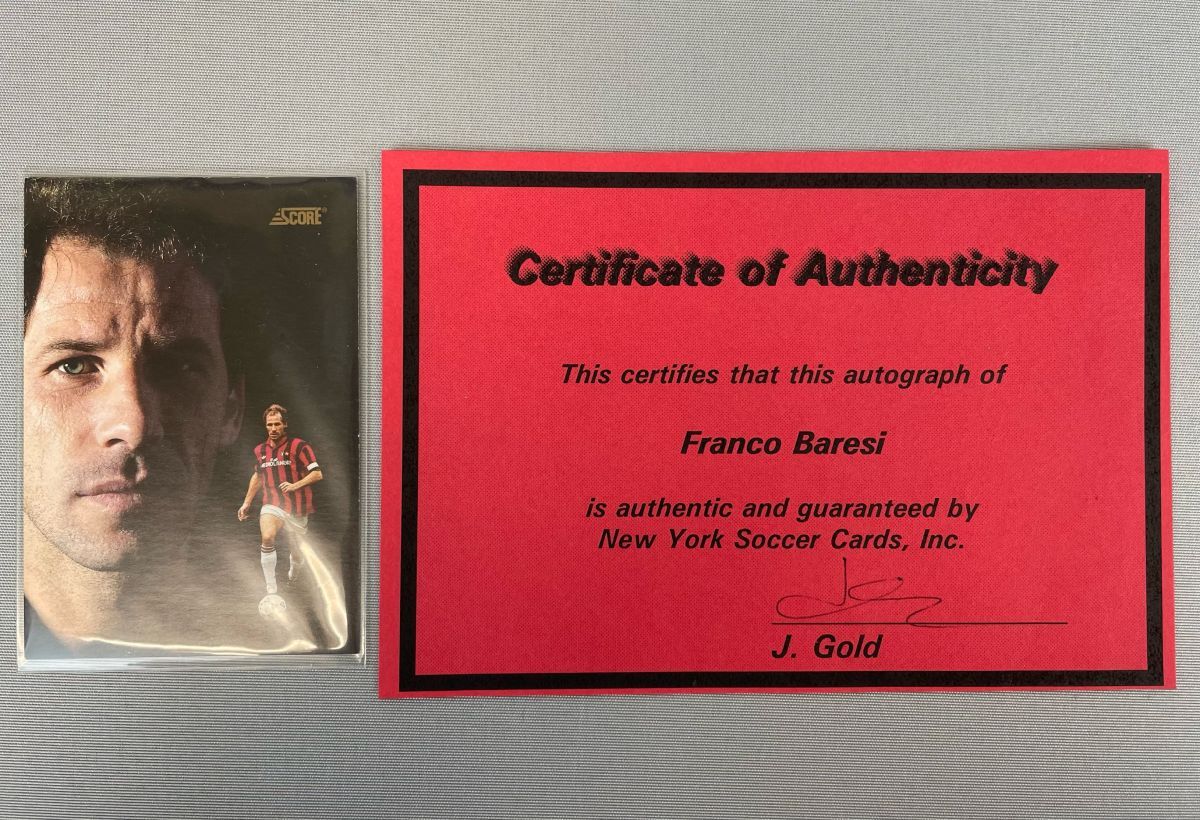 SCORE®
Certificate of Authenticity
This certifies that this autograph of
Franco Baresi
is authentic and guaranteed by
New York Soccer Cards, Inc.
J. Gold